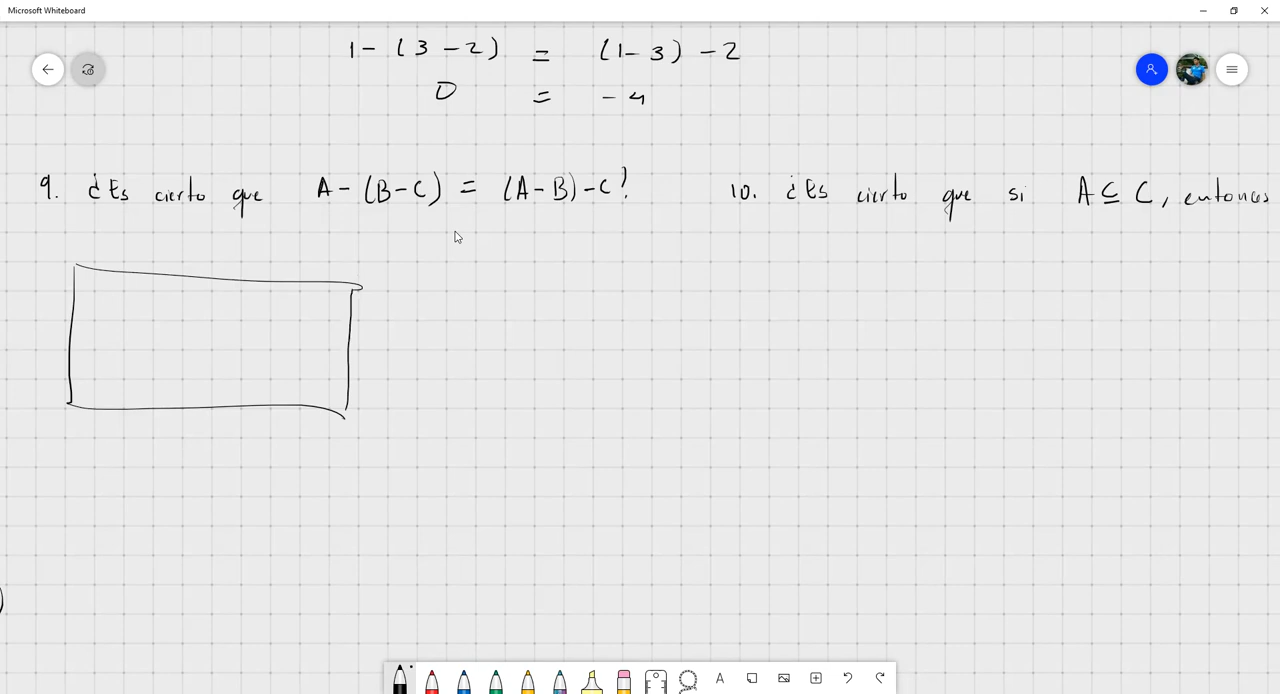 Microsoft Whiteboard
1 - (3 - 2) = (1 - 3) - 2
0 = - 4
9. ¿Es cierto que A - (B - C) = (A - B) - C?
10. ¿Es cierto que si A ⊆ C, entonces